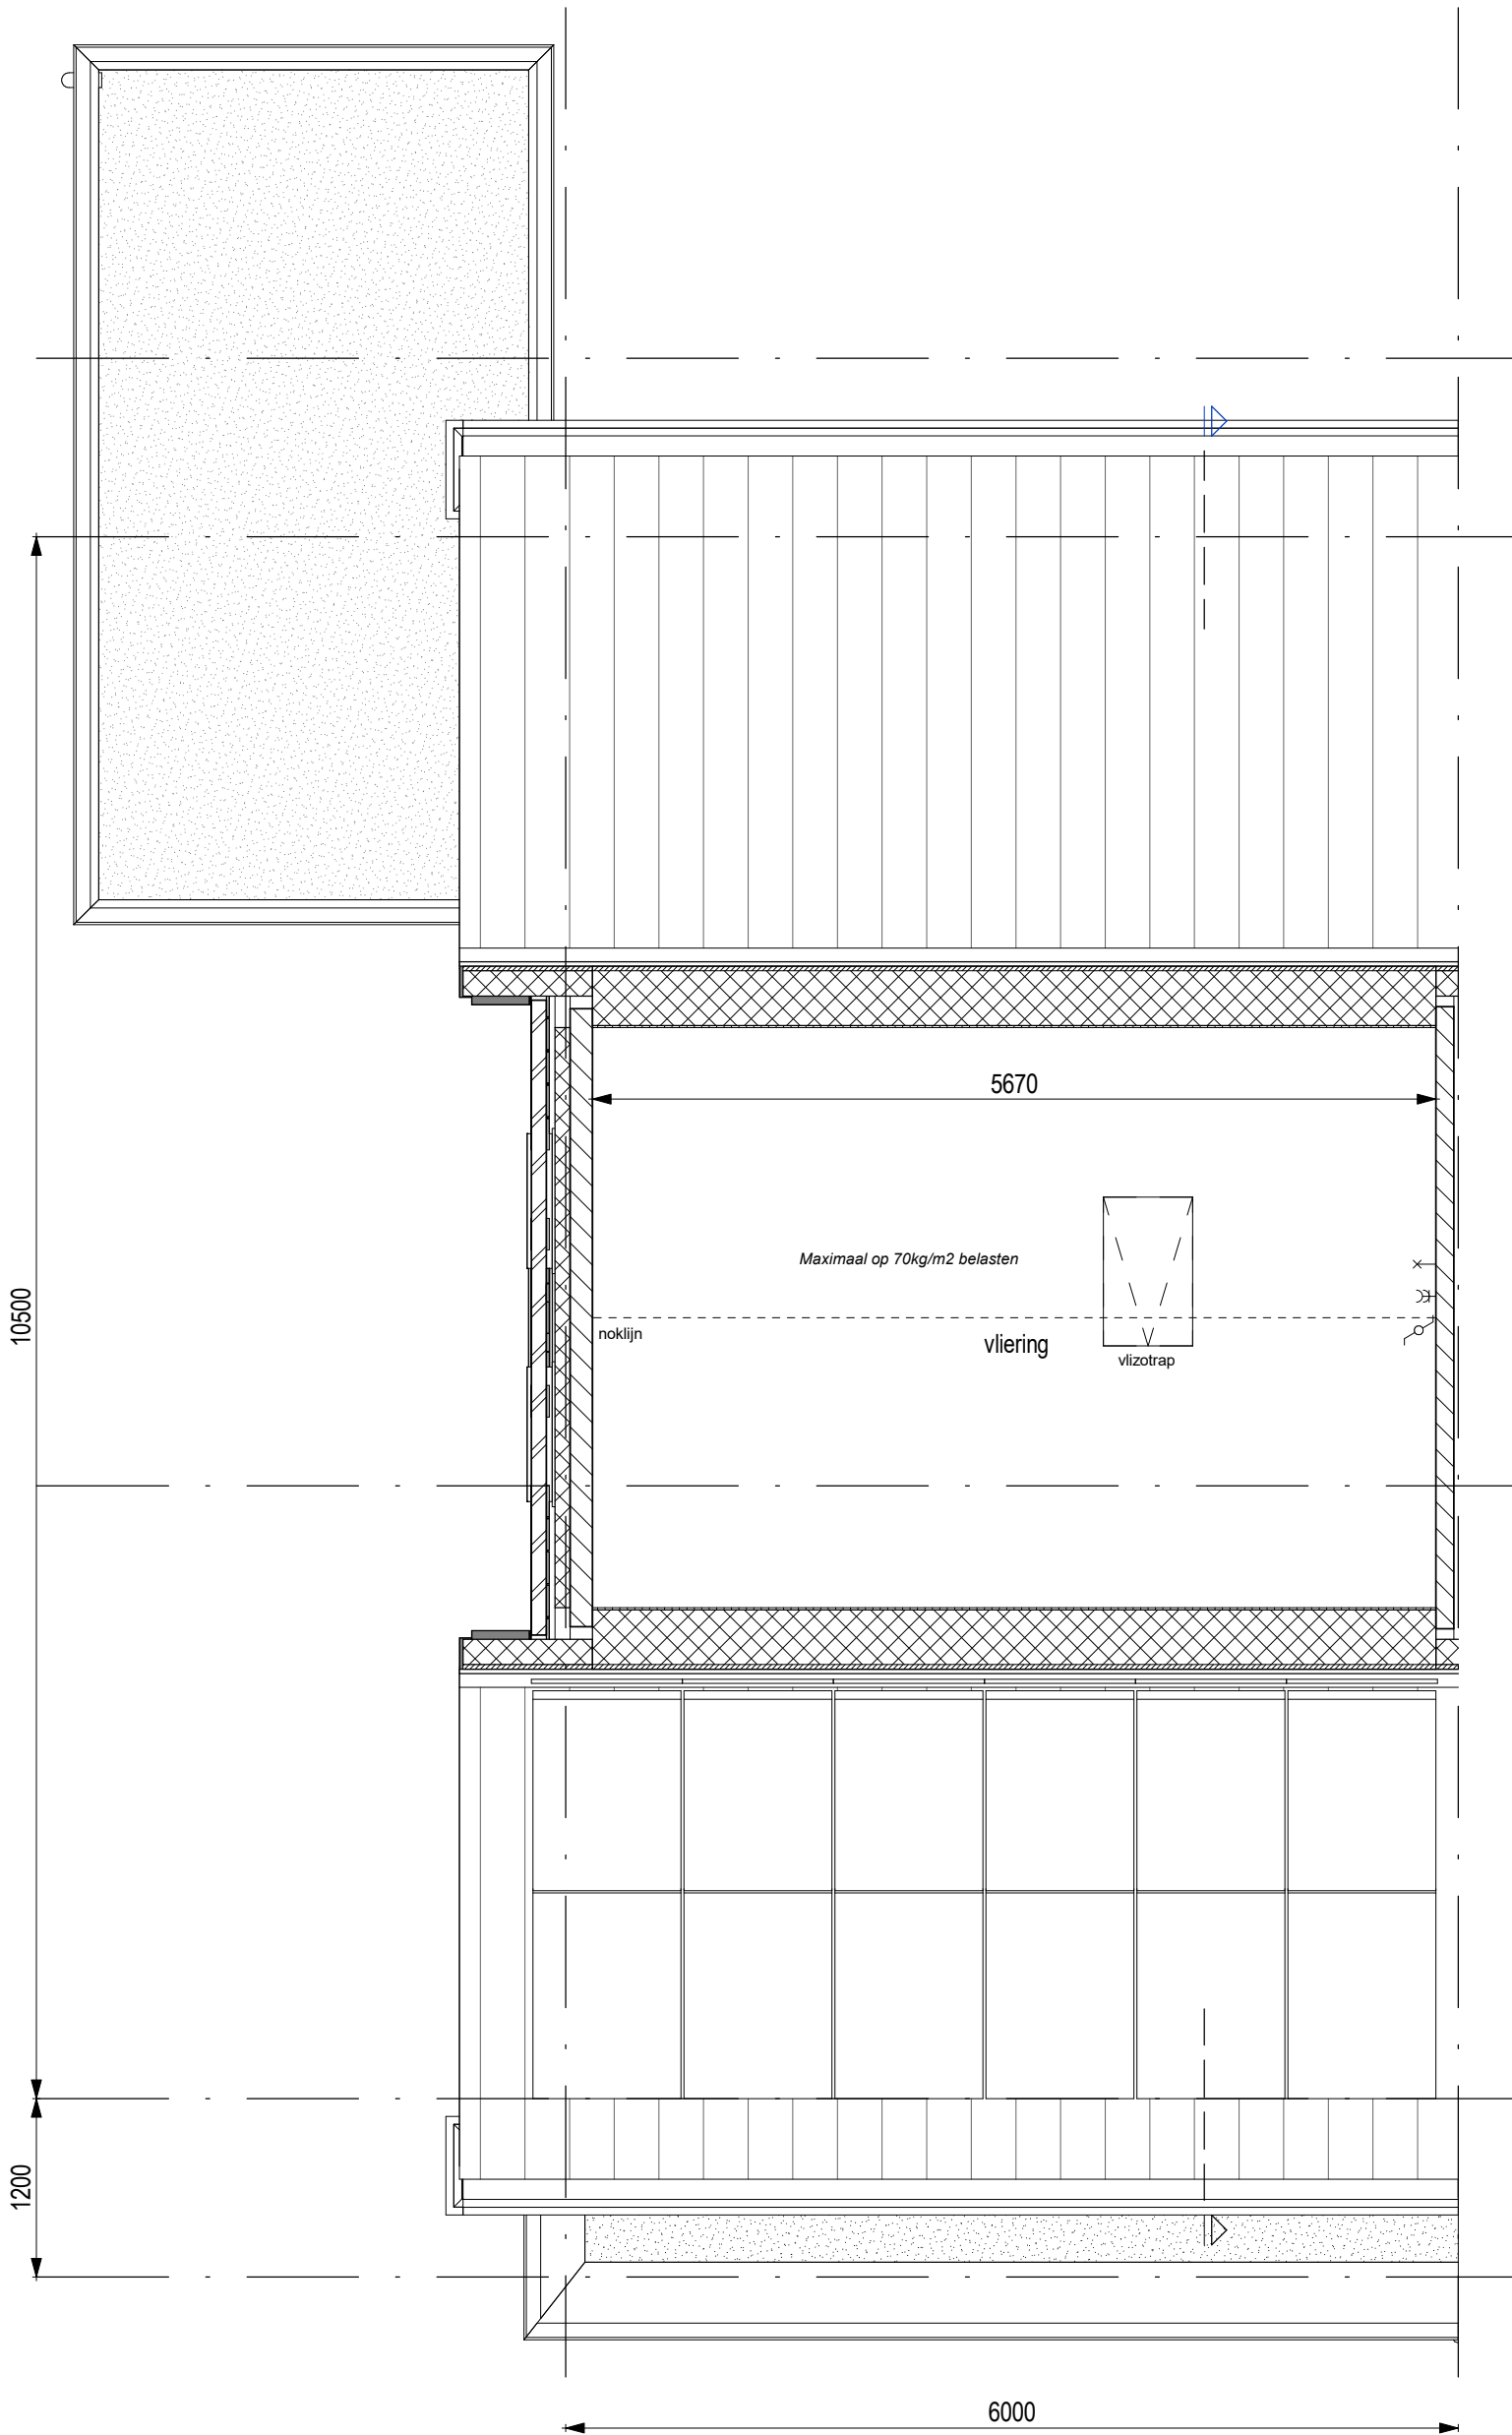 5670
Maximaal op 70kg/m2 belasten
noklijn
vliering
vlizotrap
10500
1200
6000